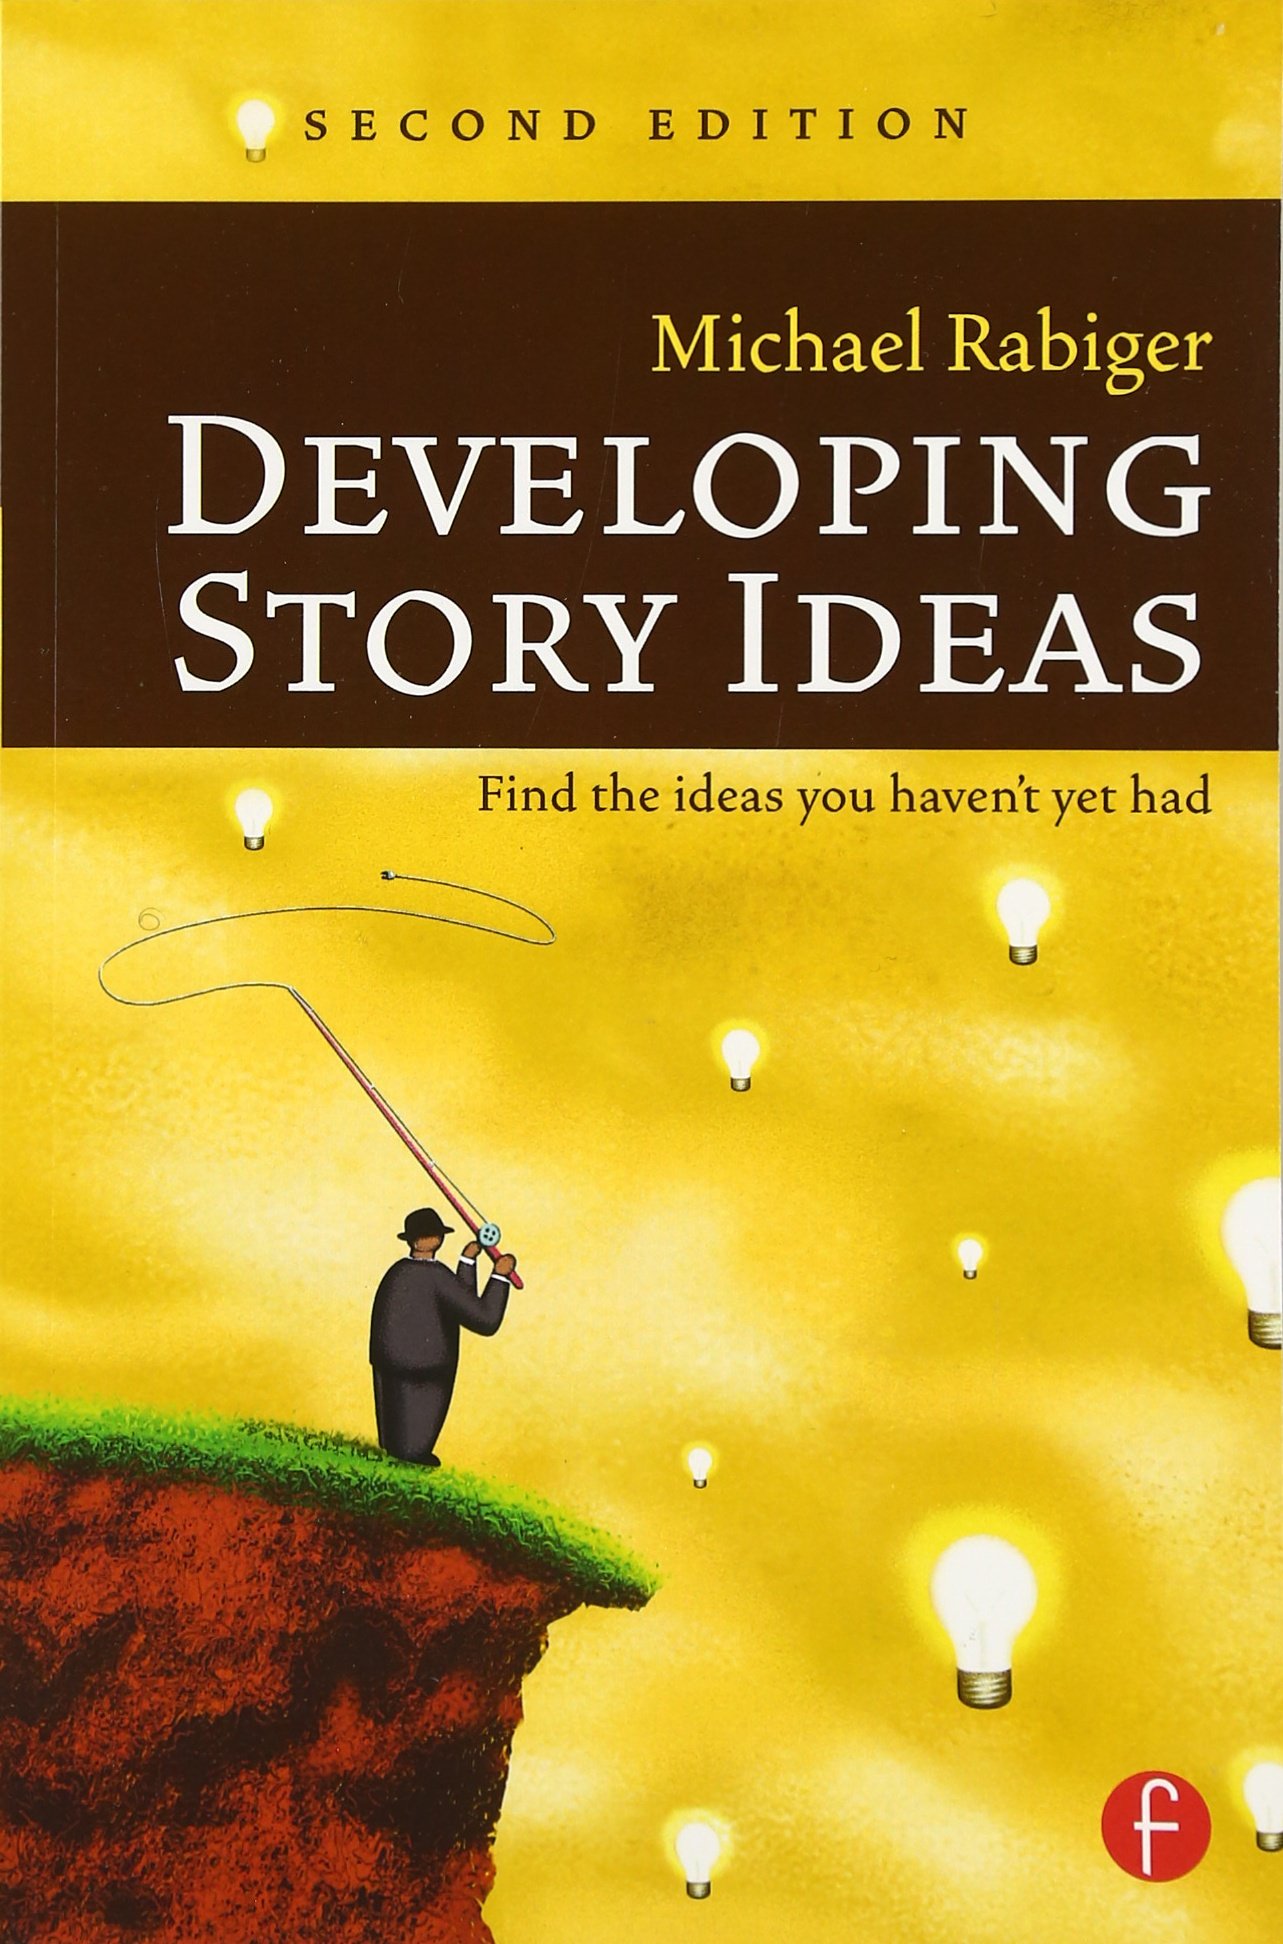 SECOND EDITION
Michael Rabiger
DEVELOPING
STORY IDEAS
Find the ideas you haven't yet had
f